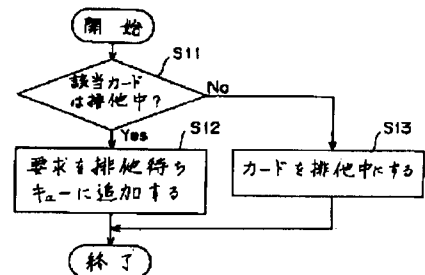 開始
S11
該当カード
は排他中?
No
Yes
S12
要求を排他待ち
キューに追加する
S13
カードを排他中にする
終了